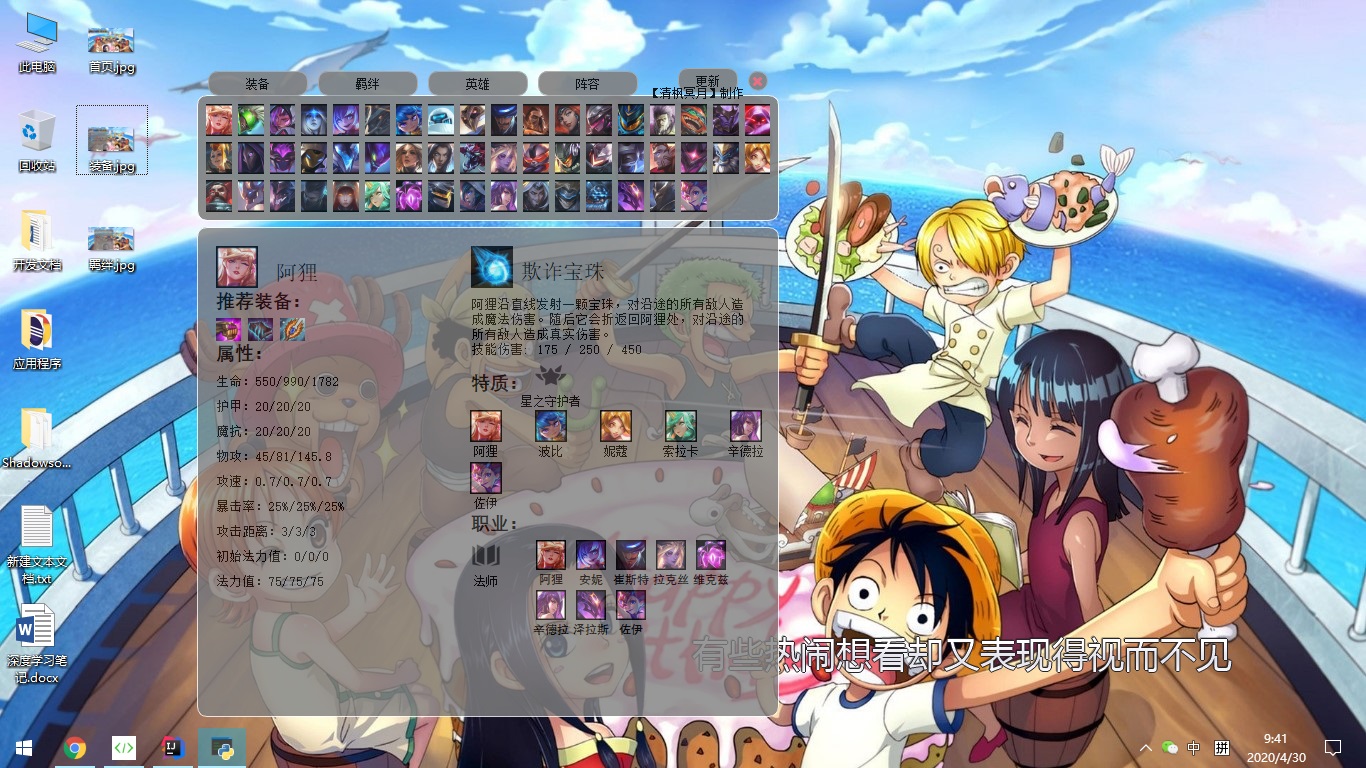 此电脑
首页.jpg
回收站
装备.jpg
开发文档
羁绊.jpg
应用程序
Shadowso...
新建文本文
档.txt
深度学习笔
记.docx
装备
羁绊
英雄
阵容
更新
【清枫冥月】制作
阿狸
推荐装备:
属性:
生命: 550/990/1782
护甲: 20/20/20
魔抗: 20/20/20
物攻: 45/81/145.8
攻速: 0.7/0.7/0.7
暴击率: 25%/25%/25%
攻击距离: 3/3/3
初始法力值: 0/0/0
法力值: 75/75/75
欺诈宝珠
阿狸沿直线发射一颗宝珠，对沿途的所有敌人造
成魔法伤害。随后它会折返回阿狸处，对沿途的
所有敌人造成真实伤害。
技能伤害: 175 / 250 / 450
特质:
星之守护者
阿狸 波比 妮蔻 索拉卡 辛德拉
佐伊
职业:
法师
阿狸 安妮 崔斯特 拉克丝 维克兹
辛德拉 泽拉斯 佐伊
有些热闹想看却又表现得视而不见
中
拼
9:41
2020/4/30